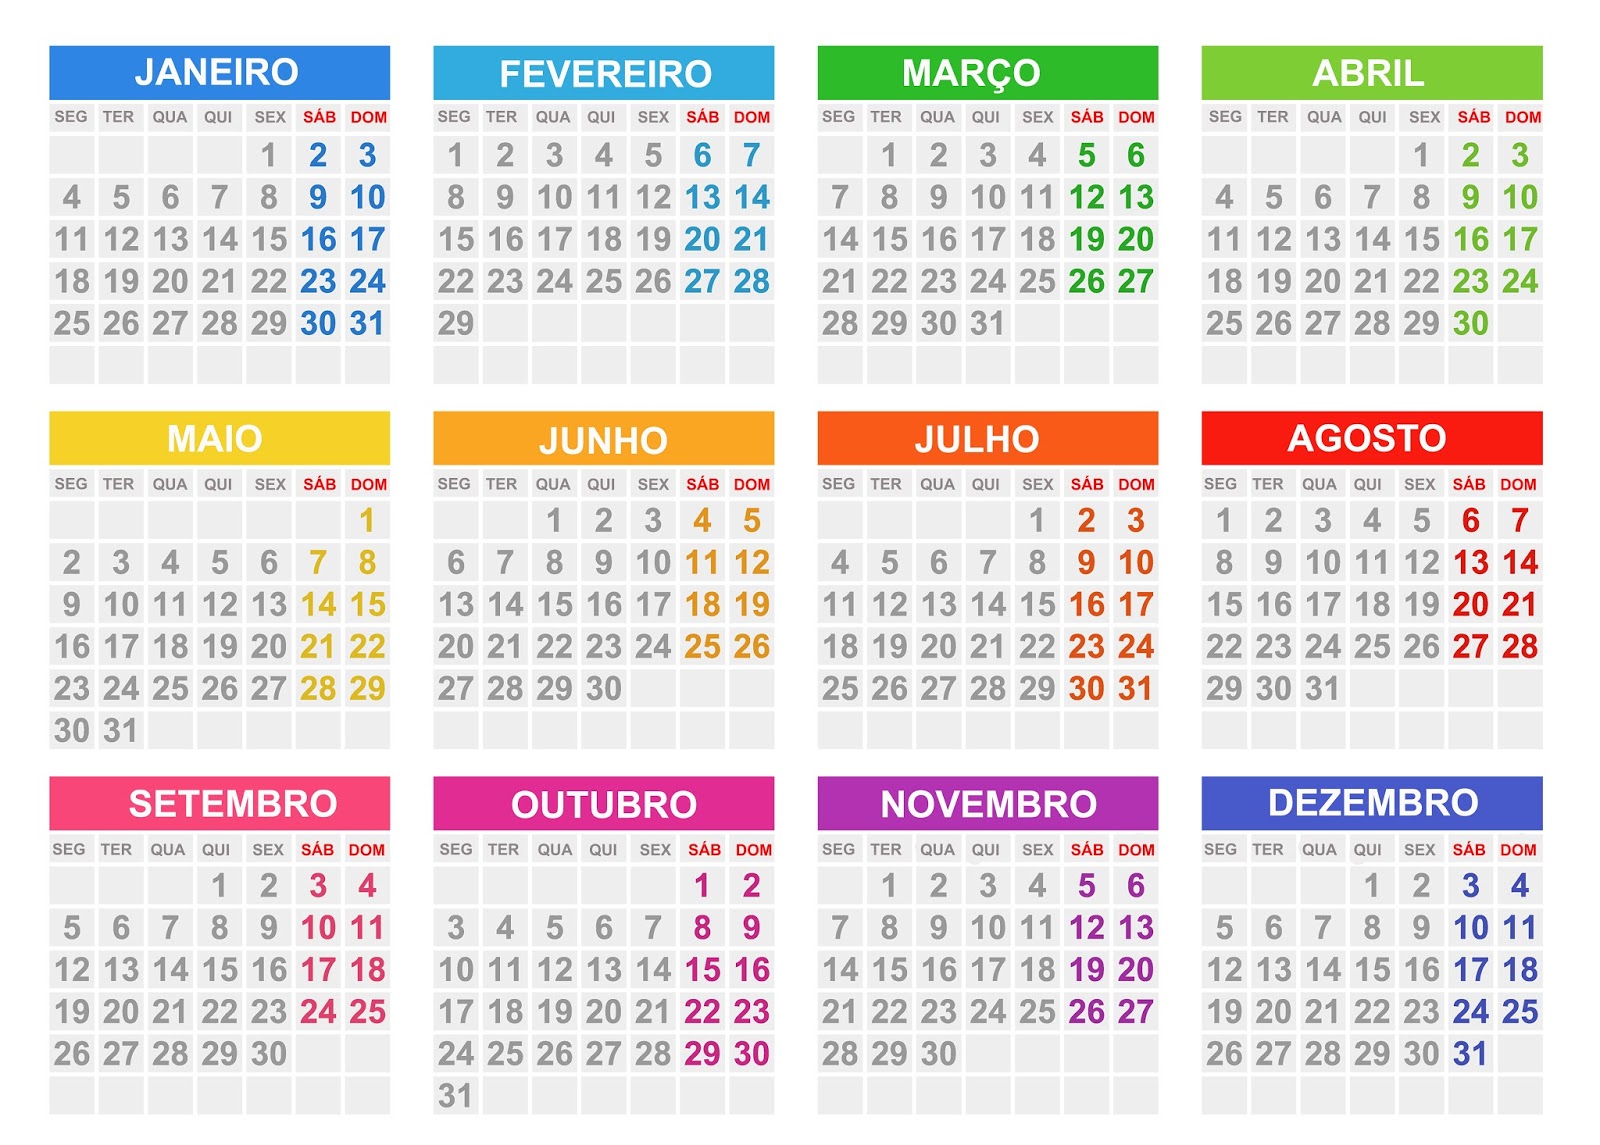 JANEIRO
SEG TER QUA QUI SEX SÁB DOM
1 2 3
4 5 6 7 8 9 10
11 12 13 14 15 16 17
18 19 20 21 22 23 24
25 26 27 28 29 30 31
FEVEREIRO
SEG TER QUA QUI SEX SÁB DOM
1 2 3 4 5 6 7
8 9 10 11 12 13 14
15 16 17 18 19 20 21
22 23 24 25 26 27 28
29
MARÇO
SEG TER QUA QUI SEX SÁB DOM
1 2 3 4 5 6
7 8 9 10 11 12 13
14 15 16 17 18 19 20
21 22 23 24 25 26 27
28 29 30 31
ABRIL
SEG TER QUA QUI SEX SÁB DOM
1 2 3
4 5 6 7 8 9 10
11 12 13 14 15 16 17
18 19 20 21 22 23 24
25 26 27 28 29 30
MAIO
SEG TER QUA QUI SEX SÁB DOM
1
2 3 4 5 6 7 8
9 10 11 12 13 14 15
16 17 18 19 20 21 22
23 24 25 26 27 28 29
30 31
JUNHO
SEG TER QUA QUI SEX SÁB DOM
1 2 3 4 5
6 7 8 9 10 11 12
13 14 15 16 17 18 19
20 21 22 23 24 25 26
27 28 29 30
JULHO
SEG TER QUA QUI SEX SÁB DOM
1 2 3
4 5 6 7 8 9 10
11 12 13 14 15 16 17
18 19 20 21 22 23 24
25 26 27 28 29 30 31
AGOSTO
SEG TER QUA QUI SEX SÁB DOM
1 2 3 4 5 6 7
8 9 10 11 12 13 14
15 16 17 18 19 20 21
22 23 24 25 26 27 28
29 30 31
SETEMBRO
SEG TER QUA QUI SEX SÁB DOM
1 2 3 4
5 6 7 8 9 10 11
12 13 14 15 16 17 18
19 20 21 22 23 24 25
26 27 28 29 30
OUTUBRO
SEG TER QUA QUI SEX SÁB DOM
1 2
3 4 5 6 7 8 9
10 11 12 13 14 15 16
17 18 19 20 21 22 23
24 25 26 27 28 29 30
31
NOVEMBRO
SEG TER QUA QUI SEX SÁB DOM
1 2 3 4 5 6
7 8 9 10 11 12 13
14 15 16 17 18 19 20
21 22 23 24 25 26 27
28 29 30
DEZEMBRO
SEG TER QUA QUI SEX SÁB DOM
1 2 3 4
5 6 7 8 9 10 11
12 13 14 15 16 17 18
19 20 21 22 23 24 25
26 27 28 29 30 31